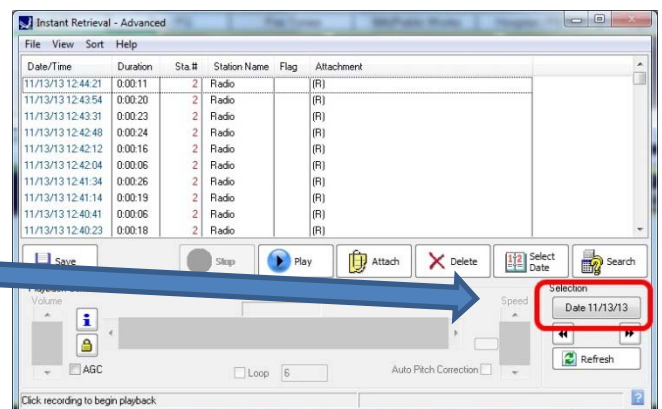 Instant Retrieval - Advanced
File View Sort Help
Date/Time Duration Sta.# Station Name Flag Attachment
11/13/13 12:44:21 0:00:11 2 Radio (R)
11/13/13 12:43:54 0:00:20 2 Radio (R)
11/13/13 12:43:31 0:00:23 2 Radio (R)
11/13/13 12:42:48 0:00:24 2 Radio (R)
11/13/13 12:42:12 0:00:16 2 Radio (R)
11/13/13 12:42:04 0:00:06 2 Radio (R)
11/13/13 12:41:34 0:00:26 2 Radio (R)
11/13/13 12:41:14 0:00:19 2 Radio (R)
11/13/13 12:40:41 0:00:06 2 Radio (R)
11/13/13 12:40:23 0:00:18 2 Radio (R)
Save Stop Play Attach Delete Select Date Search
Selection
Volume Speed Date 11/13/13
Refresh
AGC Loop 6 Auto Pitch Correction
Click recording to begin playback